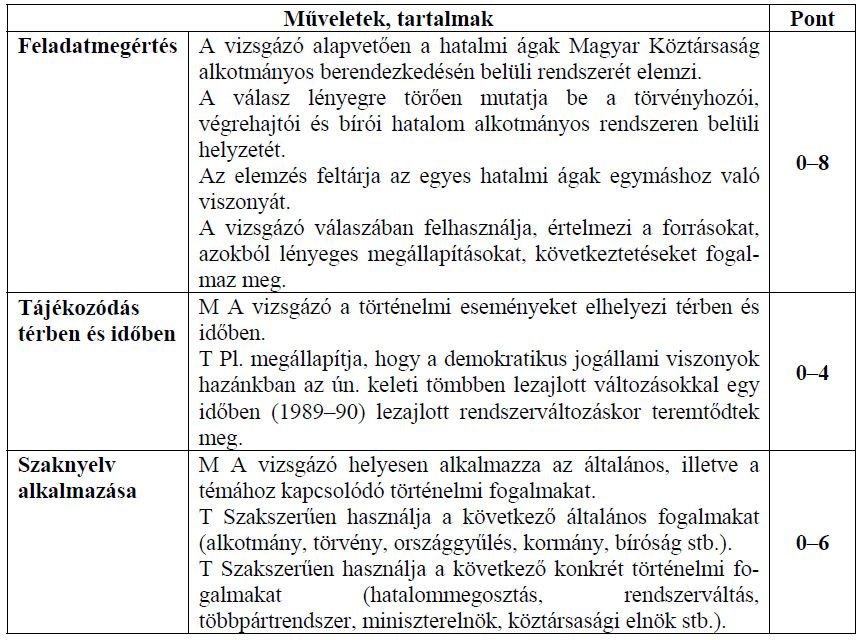 Műveletek, tartalmak Pont
Feladatmegértés A vizsgázó alapvetően a hatalmi ágak Magyar Köztársaság
alkotmányos berendezkedésén belüli rendszerét elemzi.
A válasz lényegre törően mutatja be a törvényhozói,
végrehajtói és bírói hatalom alkotmányos rendszeren belüli
helyzetét.
0–8
Az elemzés feltárja az egyes hatalmi ágak egymáshoz való
viszonyát.
A vizsgázó válaszában felhasználja, értelmezi a forrásokat,
azokból lényeges megállapításokat, következtetéseket fogal-
maz meg.
Tájékozódás M A vizsgázó a történelmi eseményeket elhelyezi térben és
térben és időben időben.
T Pl. megállapítja, hogy a demokratikus jogállami viszonyok
hazánkban az ún. keleti tömbben lezajlott változásokkal egy 0–4
időben (1989–90) lezajlott rendszerváltozáskor teremtődtek
meg.
Szaknyelv M A vizsgázó helyesen alkalmazza az általános, illetve a
alkalmazása témához kapcsolódó történelmi fogalmakat.
T Szakszerűen használja a következő általános fogalmakat
(alkotmány, törvény, országgyűlés, kormány, bíróság stb.). 0–6
T Szakszerűen használja a következő konkrét történelmi fo-
galmakat (hatalommegosztás, rendszerváltás,
többpártrendszer, miniszterelnök, köztársasági elnök stb.).